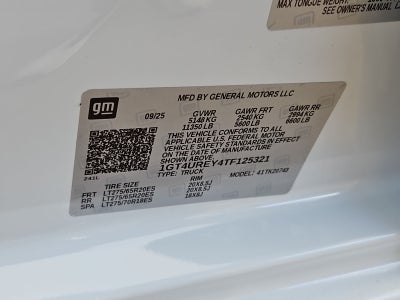 MAX TONGUE WEIGHT:
SEE OWNER'S MANUAL
gm
MFD BY GENERAL MOTORS LLC
09/25 GVWR GAWR FRT GAWR RR
5148 KG 2540 KG 2994 KG
11350 LB 5600 LB 6600 LB
THIS VEHICLE CONFORMS TO ALL
APPLICABLE U.S. FEDERAL MOTOR
VEHICLE SAFETY STANDARDS IN
EFFECT ON THE DATE OF
MANUFACTURE SHOWN ABOVE.
1GT4UREY4TF125321
TYPE: TRUCK MODEL: 41TK20743
TIRE SIZE RIM
FRT LT275/65R20ES 20X8.5J
RR LT275/65R20ES 20X8.5J
SPA LT275/70R18ES 18X8J